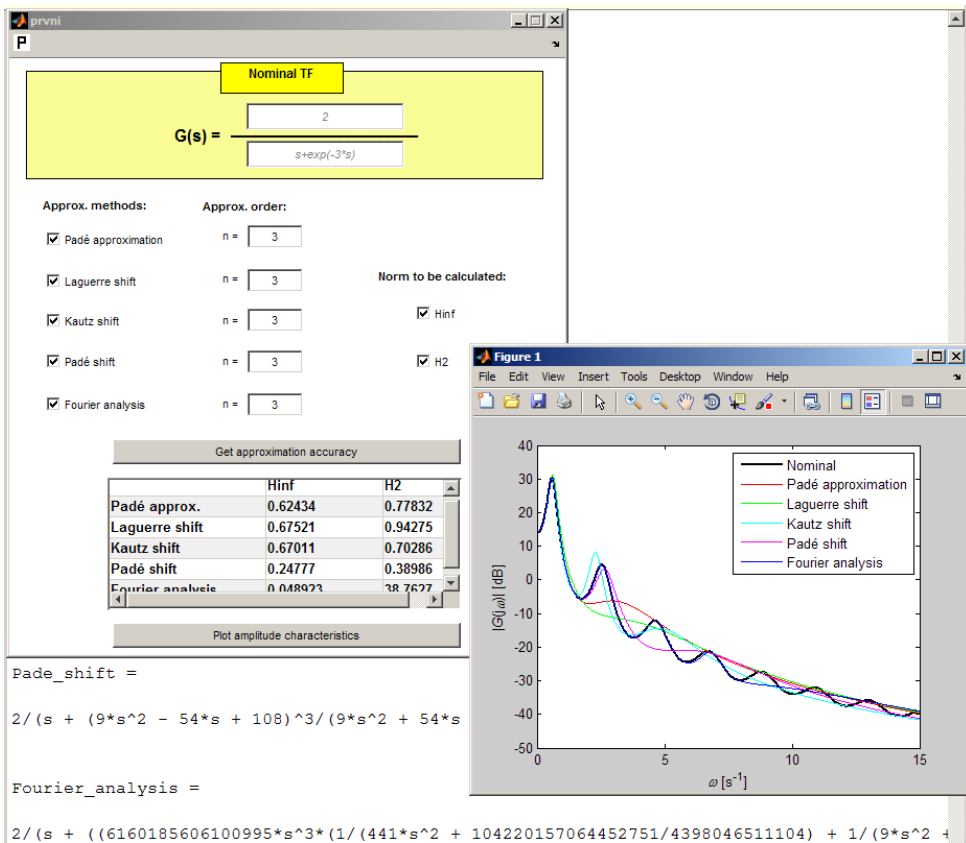 prvni
P
Nominal TF
G(s) =
2
s+exp(-3*s)
Approx. methods:
Approx. order:
Padé approximation
n =
3
Laguerre shift
n =
3
Kautz shift
n =
3
Padé shift
n =
3
Fourier analysis
n =
3
Norm to be calculated:
Hinf
H2
Get approximation accuracy
Hinf H2
Padé approx. 0.62434 0.77832
Laguerre shift 0.67521 0.94275
Kautz shift 0.67011 0.70286
Padé shift 0.24777 0.38986
Fourier analysis 0.048923 38.7627
Plot amplitude characteristics
Figure 1
File Edit View Insert Tools Desktop Window Help
40
30
20
10
0
-10
-20
-30
-40
-50
|G(jω)| [dB]
0 5 10 15
ω [s⁻¹]
Nominal
Padé approximation
Laguerre shift
Kautz shift
Padé shift
Fourier analysis
Pade_shift =
2/(s + (9*s^2 - 54*s + 108)^3/(9*s^2 + 54*s
Fourier_analysis =
2/(s + ((6160185606100995*s^3*(1/(441*s^2 + 104220157064452751/4398046511104) + 1/(9*s^2 +